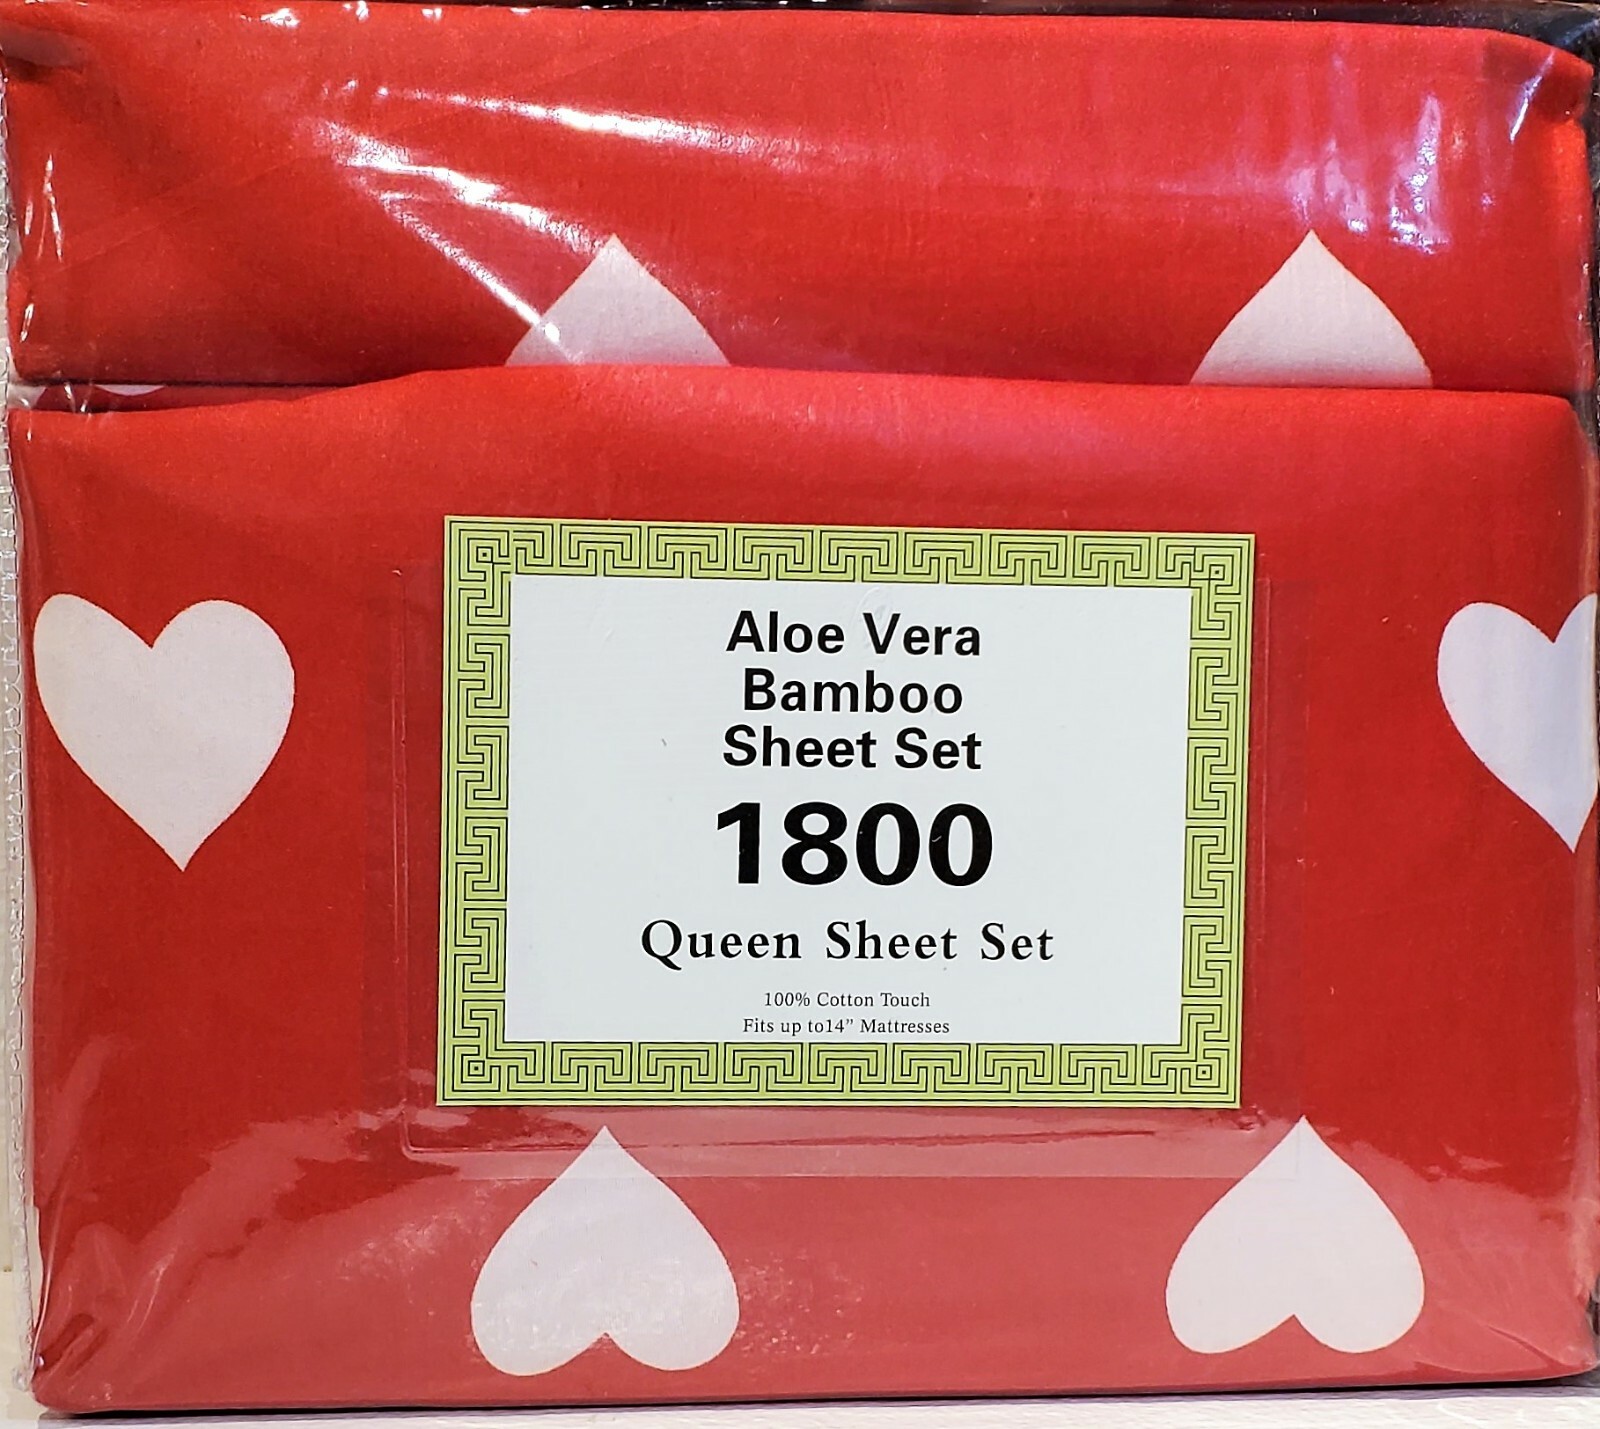 Aloe Vera
Bamboo
Sheet Set
1800
Queen Sheet Set
100% Cotton Touch
Fits up to14” Mattresses